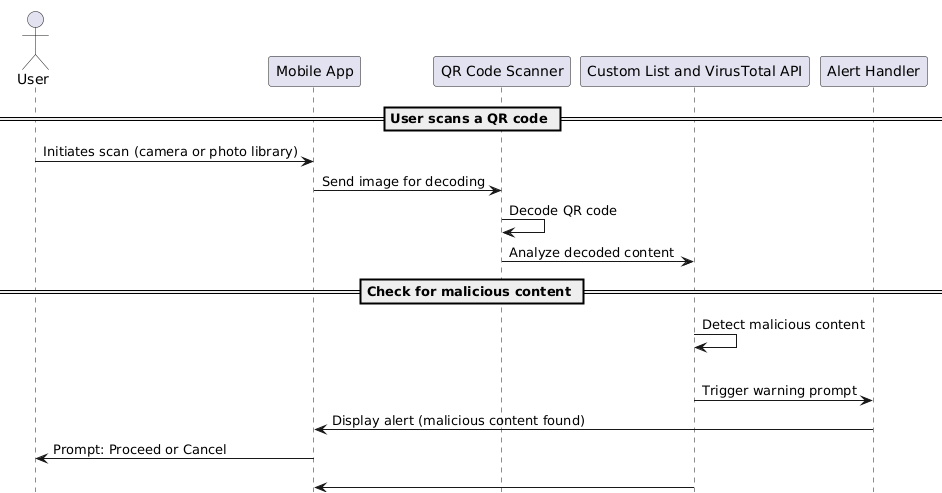 User
Mobile App
QR Code Scanner
Custom List and VirusTotal API
Alert Handler
User scans a QR code
Initiates scan (camera or photo library)
Send image for decoding
Decode QR code
Analyze decoded content
Check for malicious content
Detect malicious content
Trigger warning prompt
Display alert (malicious content found)
Prompt: Proceed or Cancel